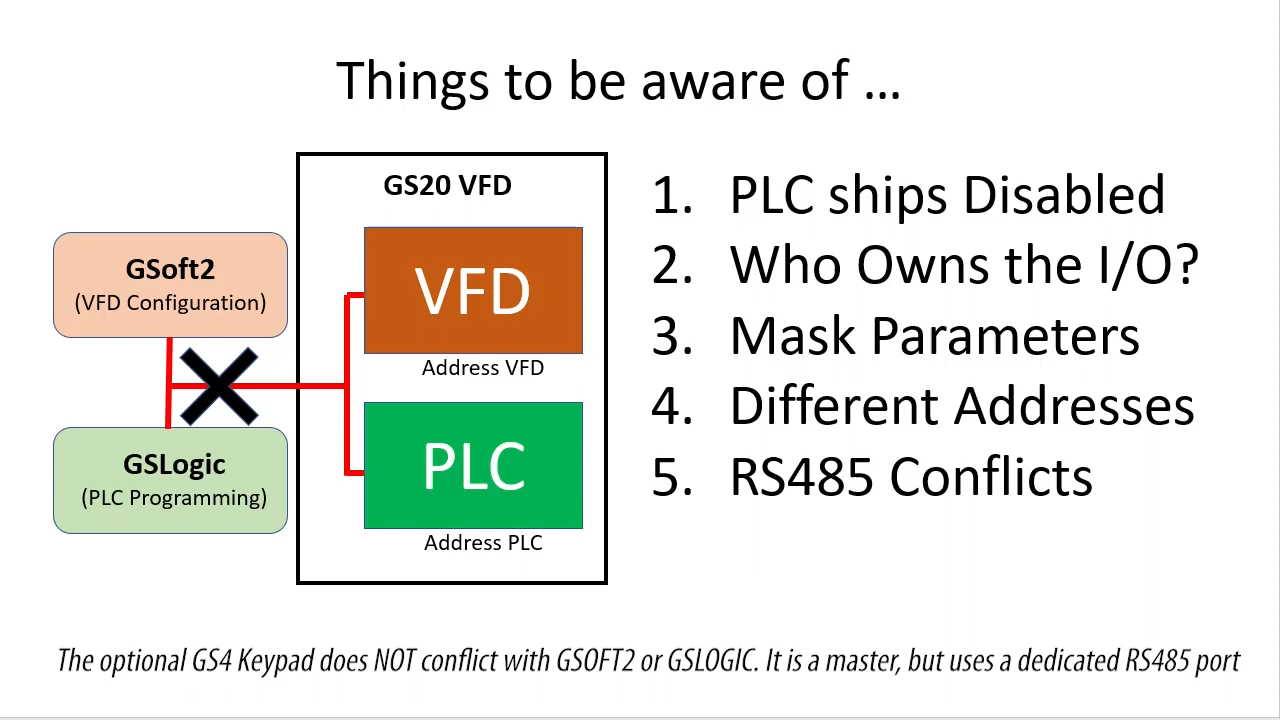 Things to be aware of ...
GS20 VFD
GSoft2
(VFD Configuration)
VFD
Address VFD
GSLogic
(PLC Programming)
PLC
Address PLC
1. PLC ships Disabled
2. Who Owns the I/O?
3. Mask Parameters
4. Different Addresses
5. RS485 Conflicts
The optional GS4 Keypad does NOT conflict with GSOFT2 or GSLOGIC. It is a master, but uses a dedicated RS485 port